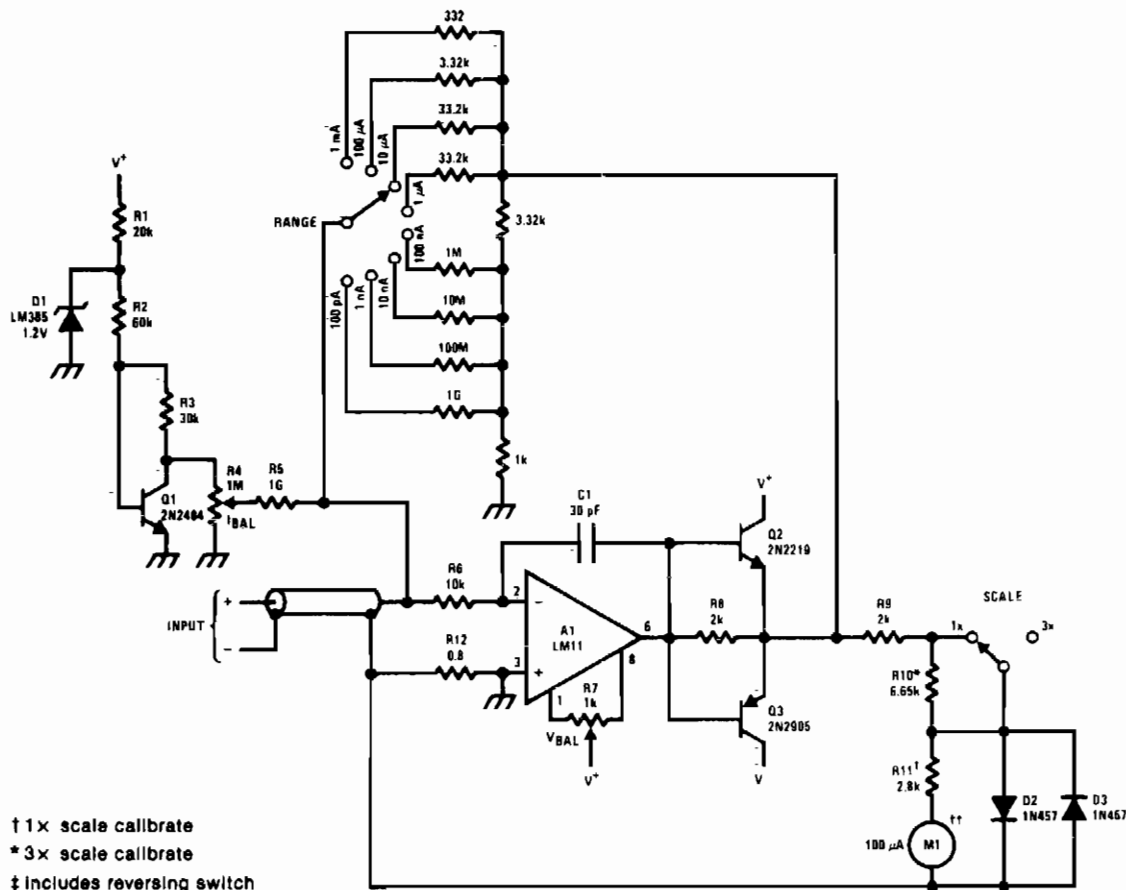 332
3.32k
33.2k
33.2k
1 mA
100 µA
10 µA
1 µA
RANGE
3.32k
100 nA
10 nA
1 nA
100 pA
1M
10M
100M
1G
1k
V+
R1
20k
D1
LM385
1.2V
R2
60k
R3
30k
Q1
2N2484
R4
1M
IBAL
R5
1G
C1
30 pF
V+
Q2
2N2219
R6
10k
INPUT
+
−
R12
0.8
2
−
3
+
A1
LM11
6
8
1
R7
1k
VBAL
V+
R8
2k
Q3
2N2905
V
R9
2k
SCALE
1x
3x
R10*
6.65k
R11†
2.8k
D2
1N457
D3
1N457
100 µA
M1
††
† 1× scale calibrate
* 3× scale calibrate
‡ includes reversing switch